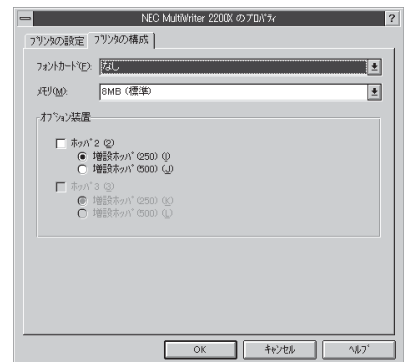 NEC MultiWriter 2200X のﾌﾟﾛﾊﾟﾃｨ ?
ﾌﾟﾘﾝﾀの設定 ﾌﾟﾘﾝﾀの構成
ﾌｫﾝﾄｶｰﾄﾞ(F): なし
ﾒﾓﾘ(M): 8MB (標準)
ｵﾌﾟｼｮﾝ装置
ﾎｯﾊﾟ2 (2)
増設ﾎｯﾊﾟ(250) (I)
増設ﾎｯﾊﾟ(500) (J)
ﾎｯﾊﾟ3 (3)
増設ﾎｯﾊﾟ(250) (K)
増設ﾎｯﾊﾟ(500) (L)
OK ｷｬﾝｾﾙ ﾍﾙﾌﾟ